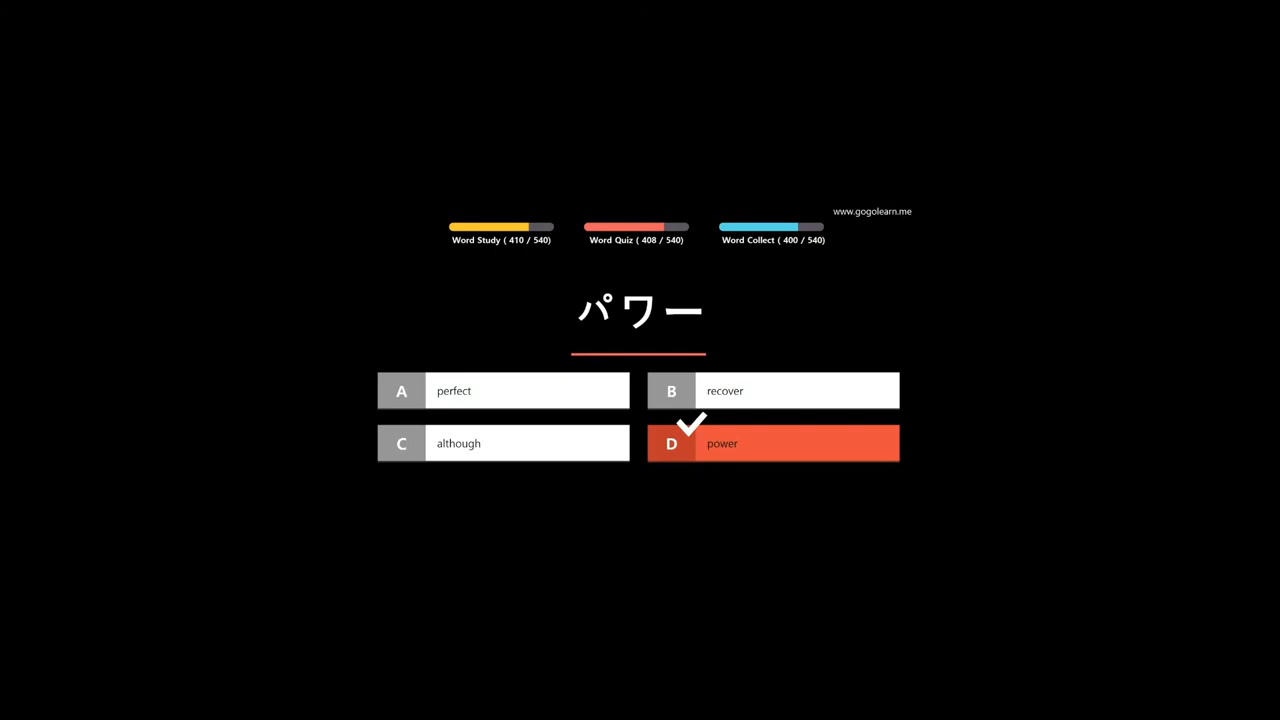 www.gogolearn.me
Word Study ( 410 / 540)
Word Quiz ( 408 / 540)
Word Collect ( 400 / 540)
パワー
A perfect
B recover
C although
D power